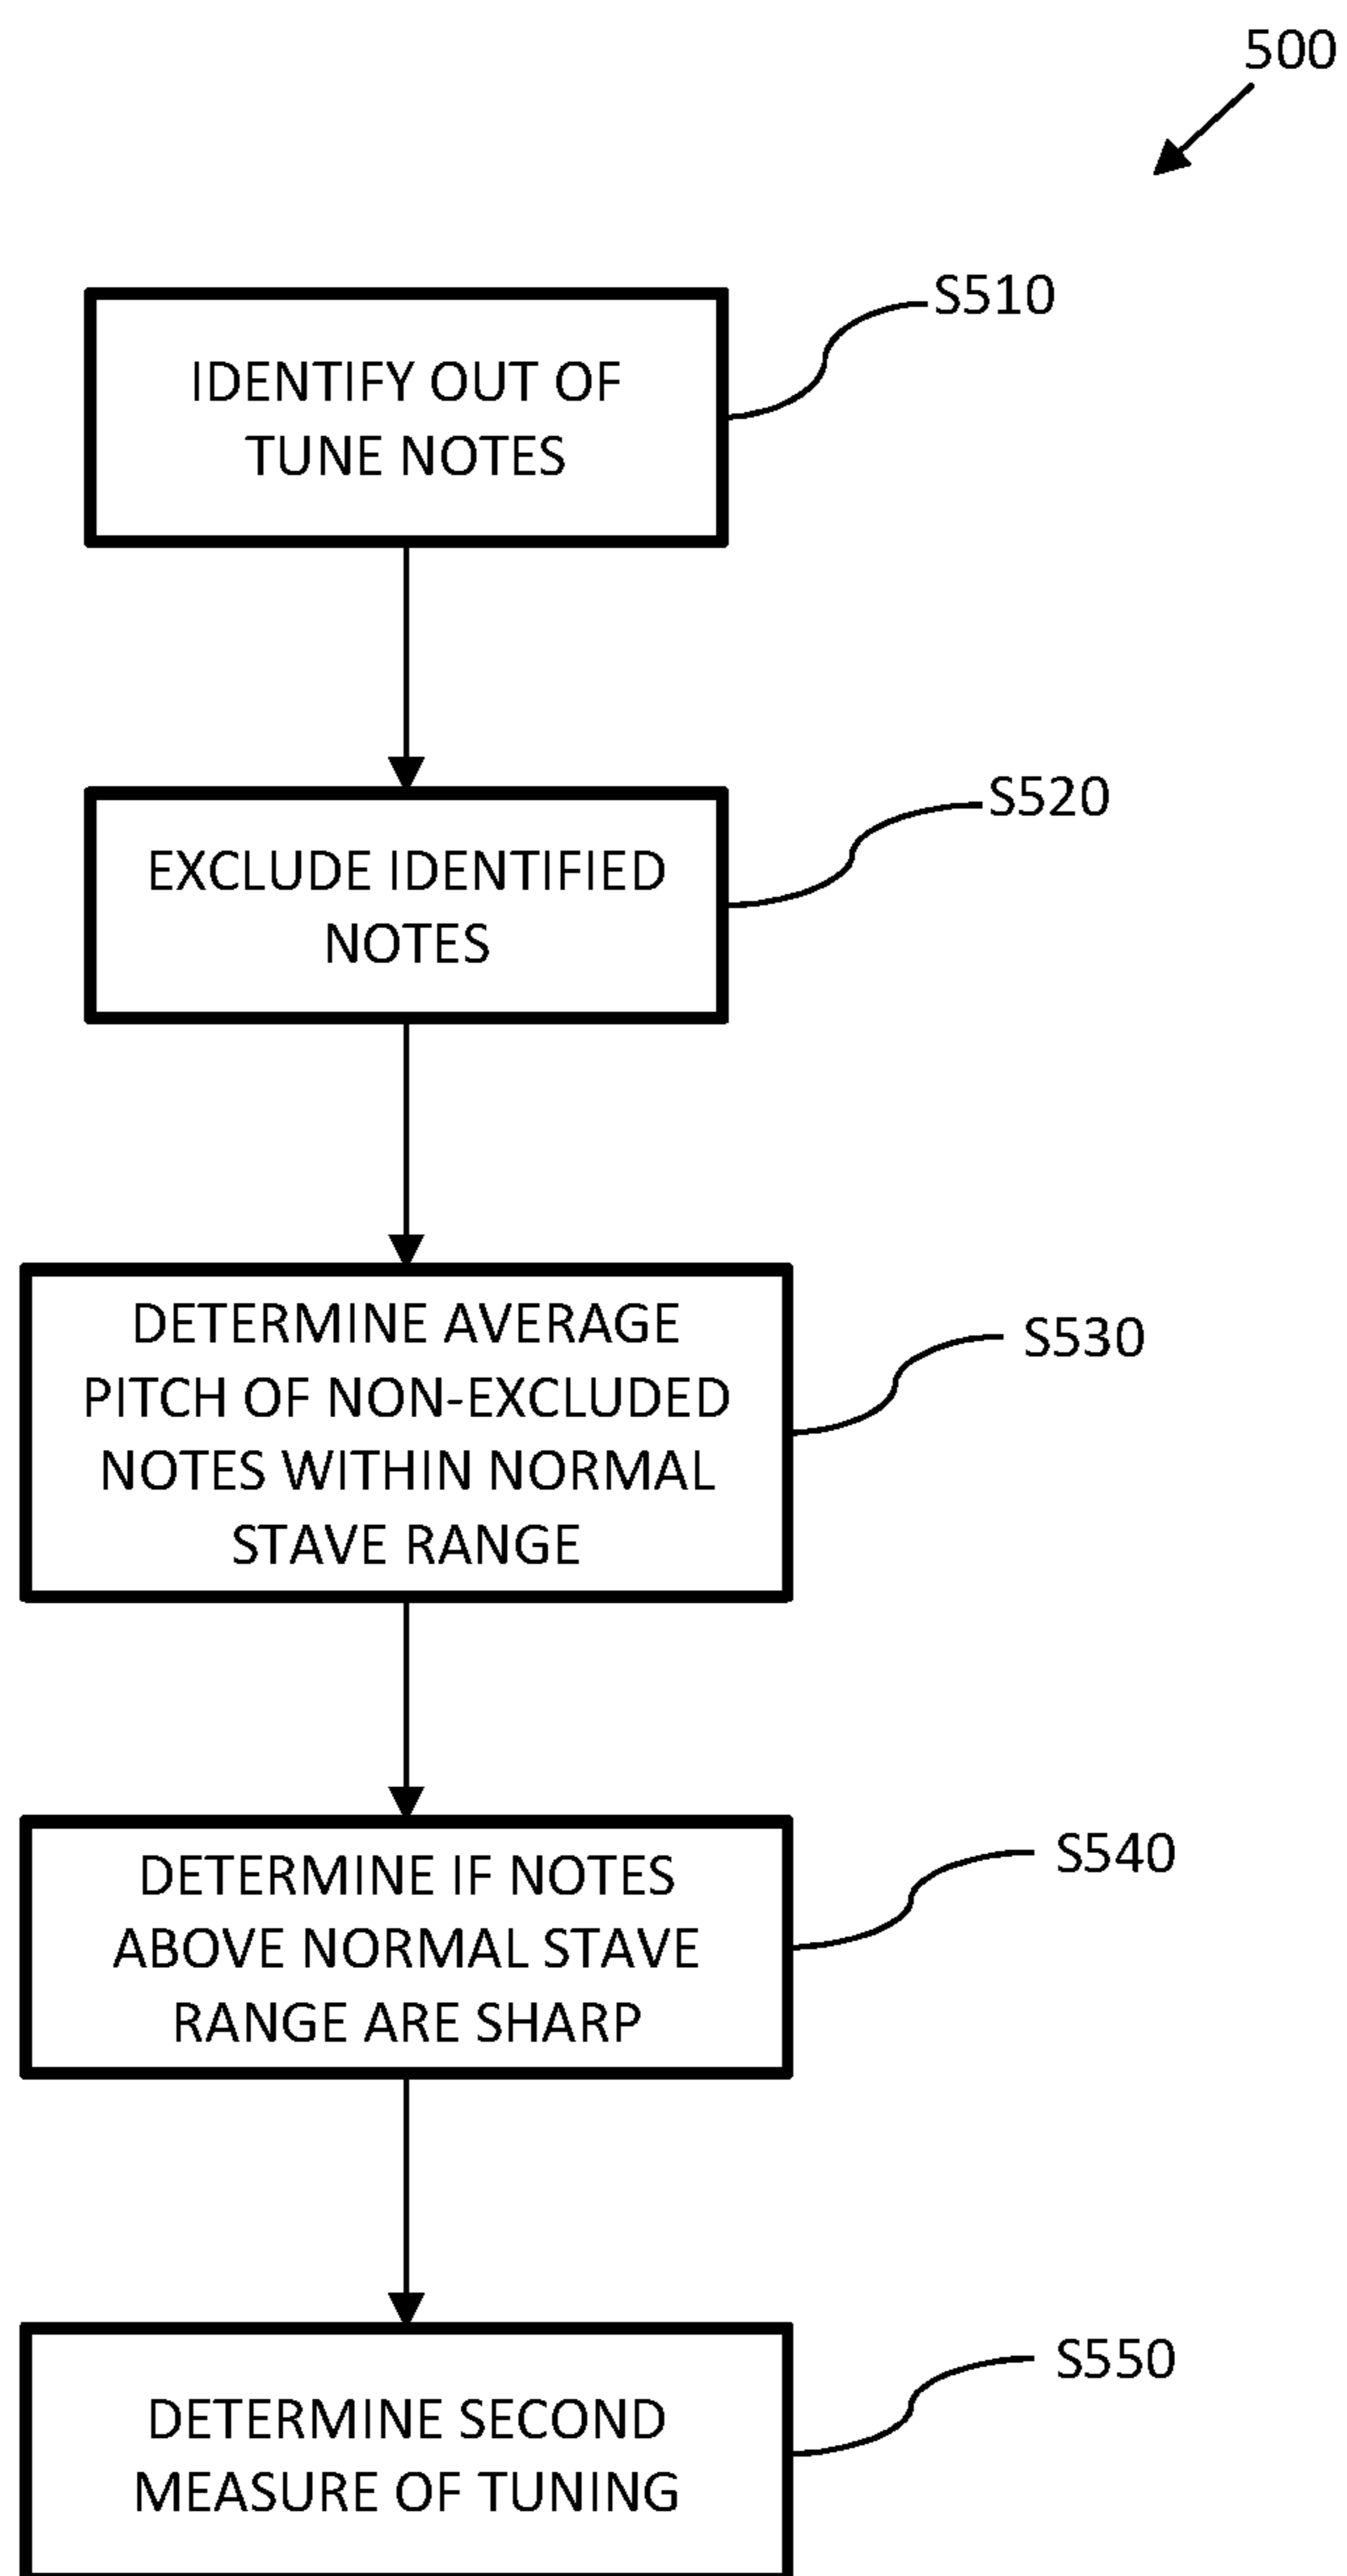 500
S510
IDENTIFY OUT OF
TUNE NOTES
S520
EXCLUDE IDENTIFIED
NOTES
S530
DETERMINE AVERAGE
PITCH OF NON-EXCLUDED
NOTES WITHIN NORMAL
STAVE RANGE
S540
DETERMINE IF NOTES
ABOVE NORMAL STAVE
RANGE ARE SHARP
S550
DETERMINE SECOND
MEASURE OF TUNING